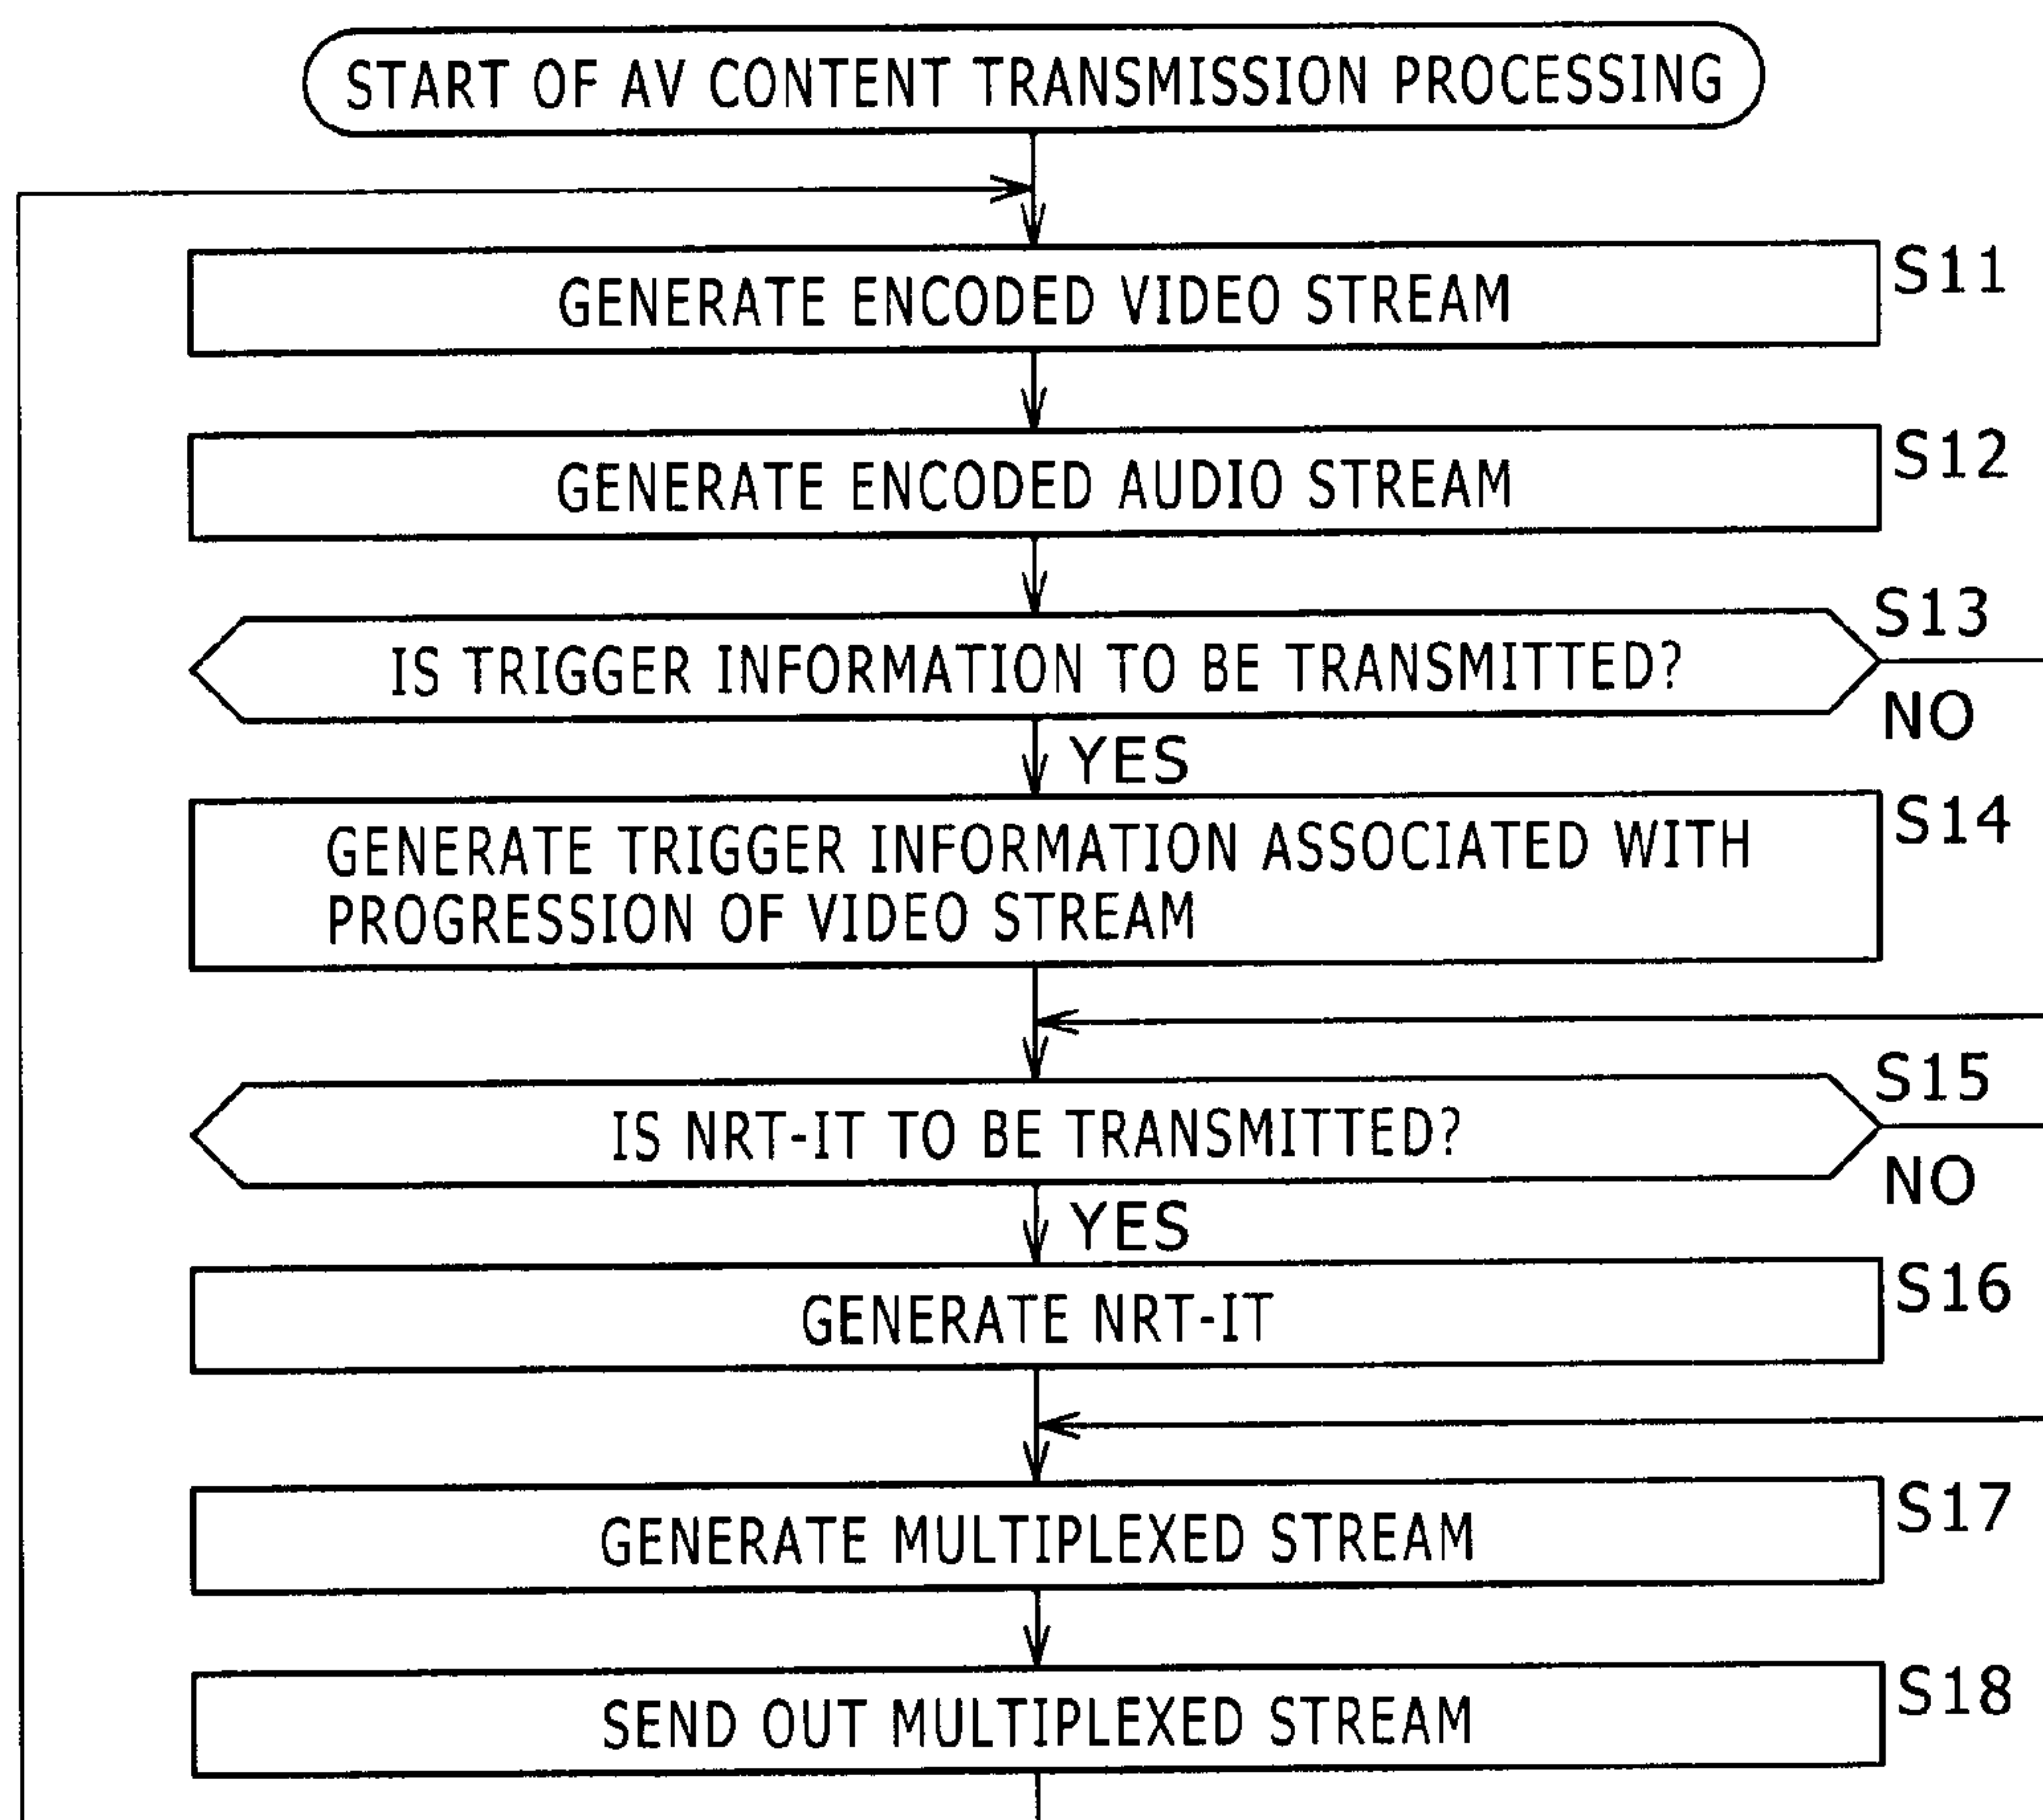 START OF AV CONTENT TRANSMISSION PROCESSING
GENERATE ENCODED VIDEO STREAM
S11
GENERATE ENCODED AUDIO STREAM
S12
IS TRIGGER INFORMATION TO BE TRANSMITTED?
S13
NO
YES
GENERATE TRIGGER INFORMATION ASSOCIATED WITH
PROGRESSION OF VIDEO STREAM
S14
IS NRT-IT TO BE TRANSMITTED?
S15
NO
YES
GENERATE NRT-IT
S16
GENERATE MULTIPLEXED STREAM
S17
SEND OUT MULTIPLEXED STREAM
S18